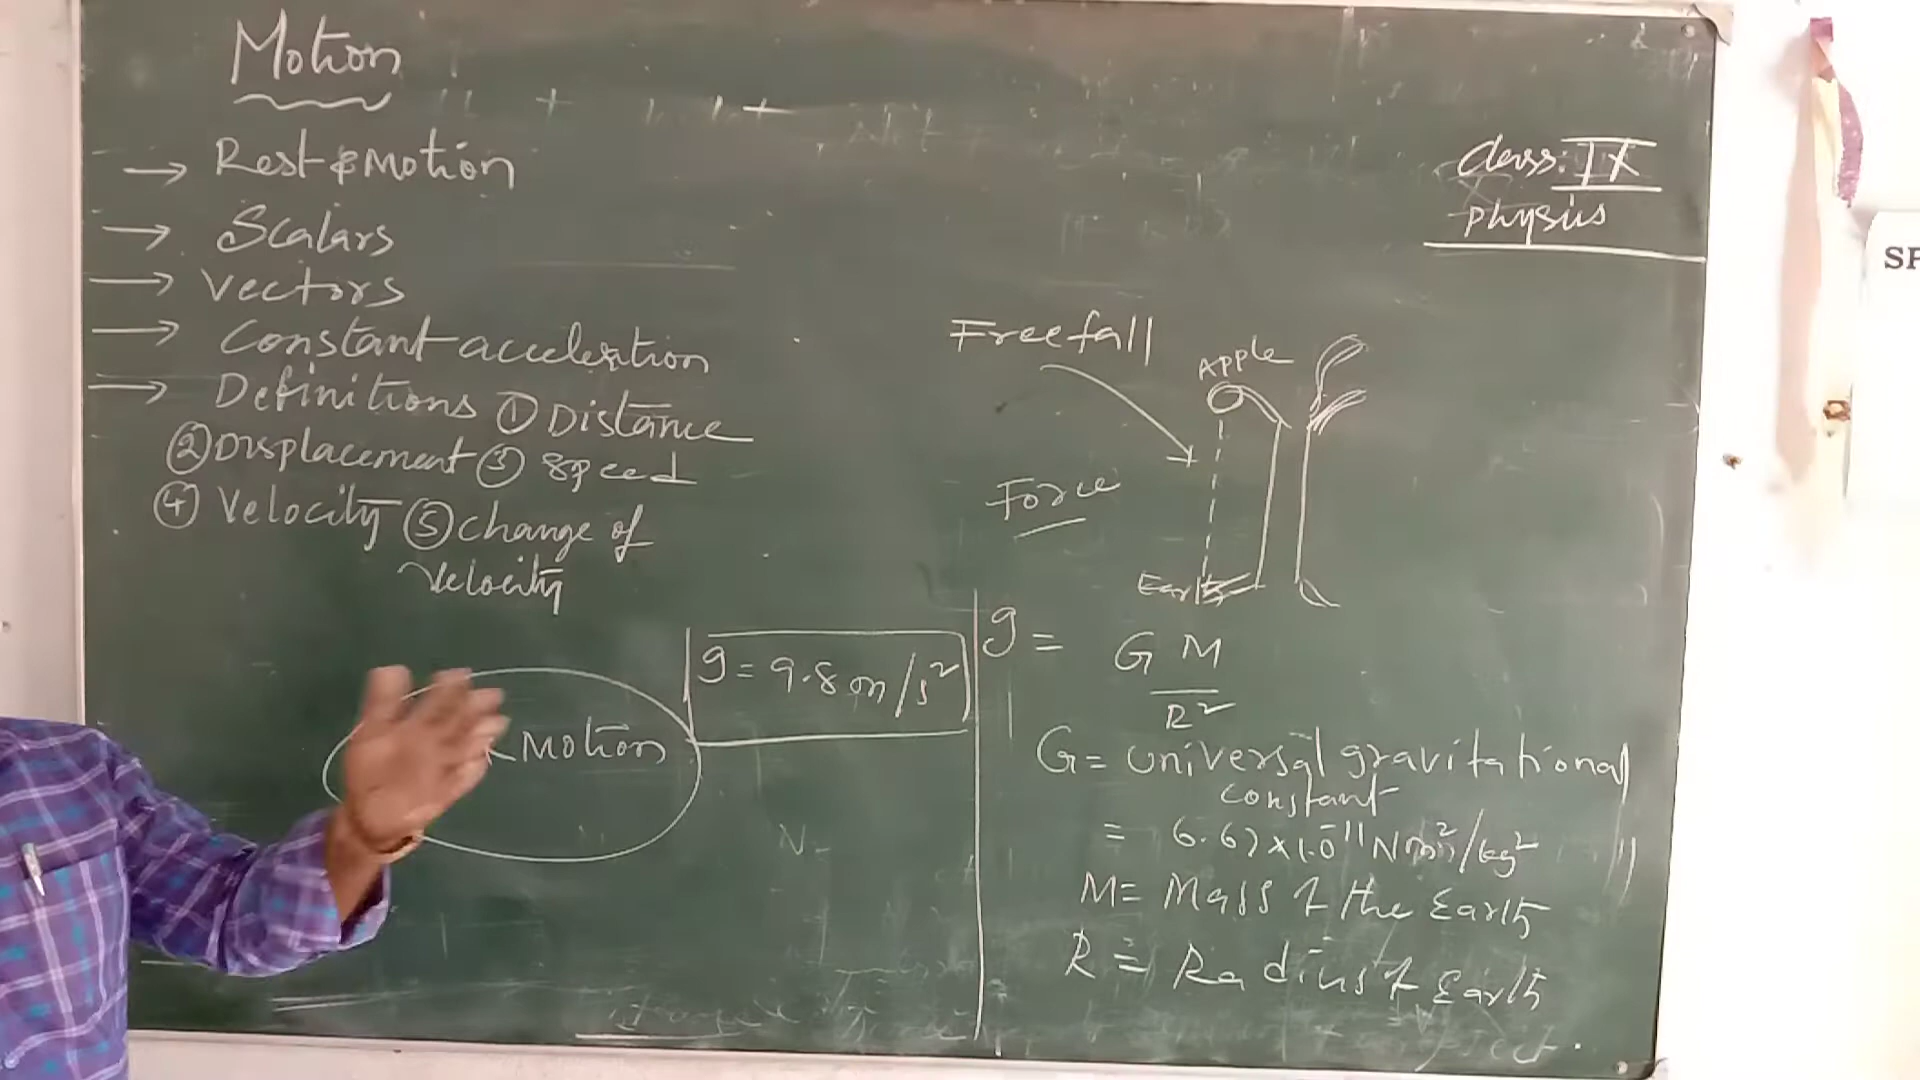 Motion
→ Rest & Motion
→ Scalars
→ Vectors
→ Constant acceleration
→ Definitions ① Distance
② Displacement ③ Speed
④ Velocity ⑤ change of
velocity
Motion
g = 9.8 m/s²
Class: IX
Physics
Free fall
Apple
Force
Earth
g = G M
R²
G = universal gravitational
constant
= 6.67 × 10⁻¹¹ Nm²/kg²
M = Mass of the Earth
R = Radius of Earth
SP